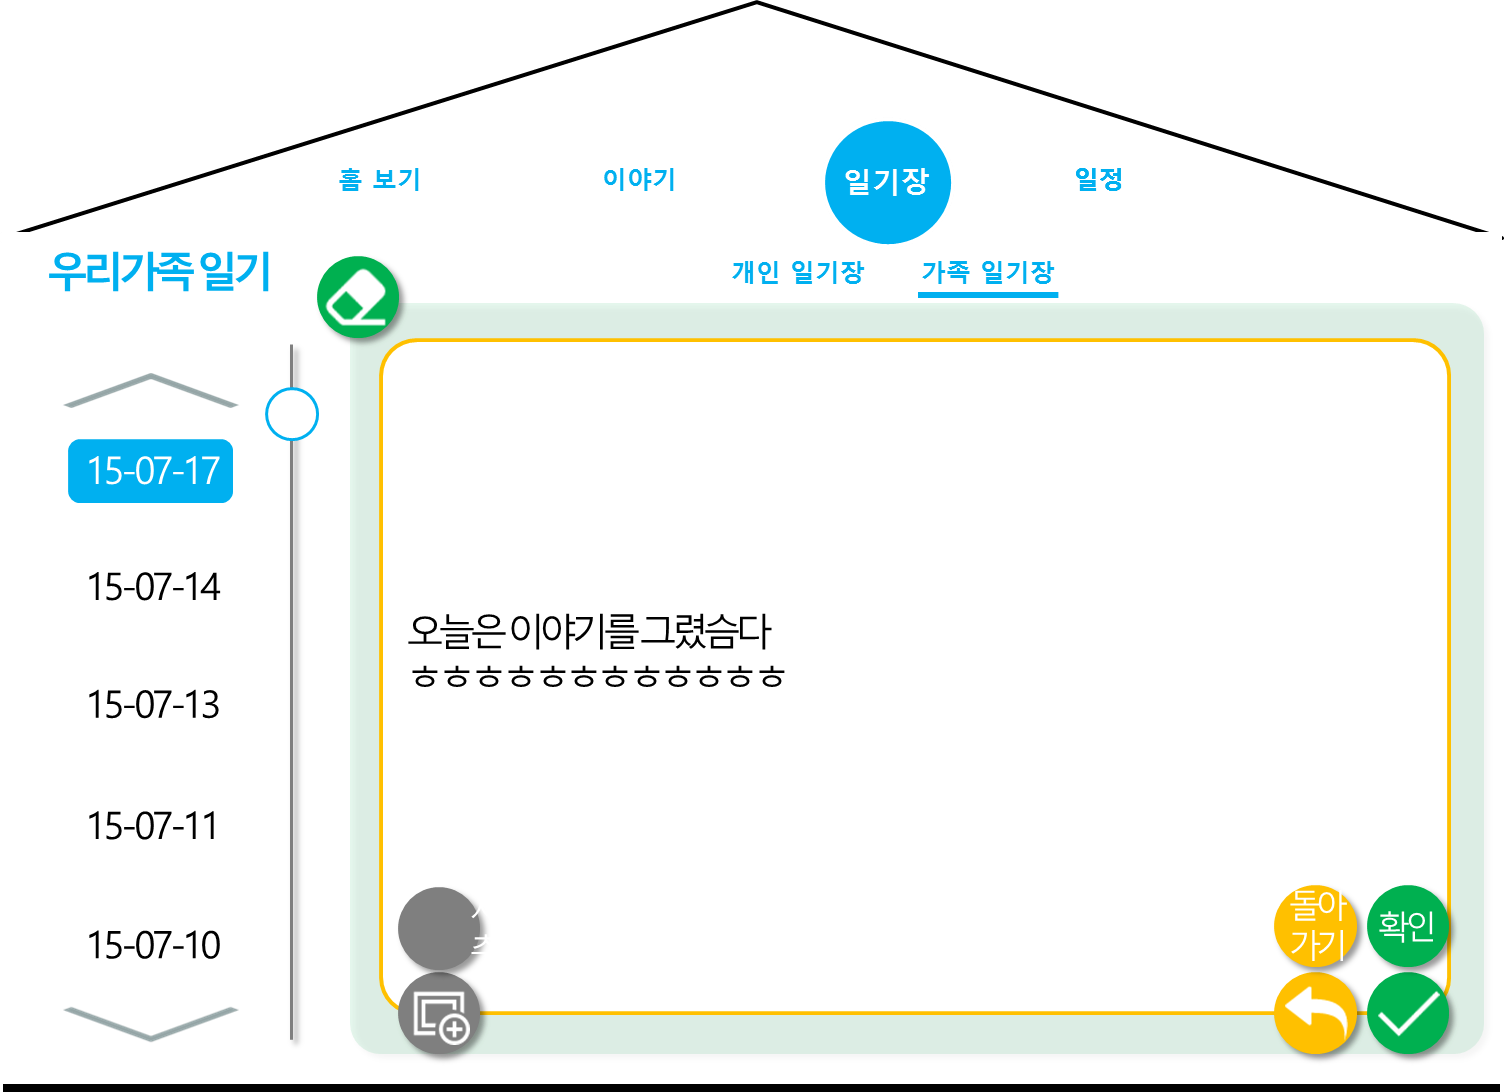 홈 보기
이야기
일기장
일정
우리가족 일기
개인 일기장
가족 일기장
15-07-17
15-07-14
15-07-13
15-07-11
15-07-10
오늘은 이야기를 그렸슴다
ㅎㅎㅎㅎㅎㅎㅎㅎㅎㅎㅎㅎ
돌아
가기
확인